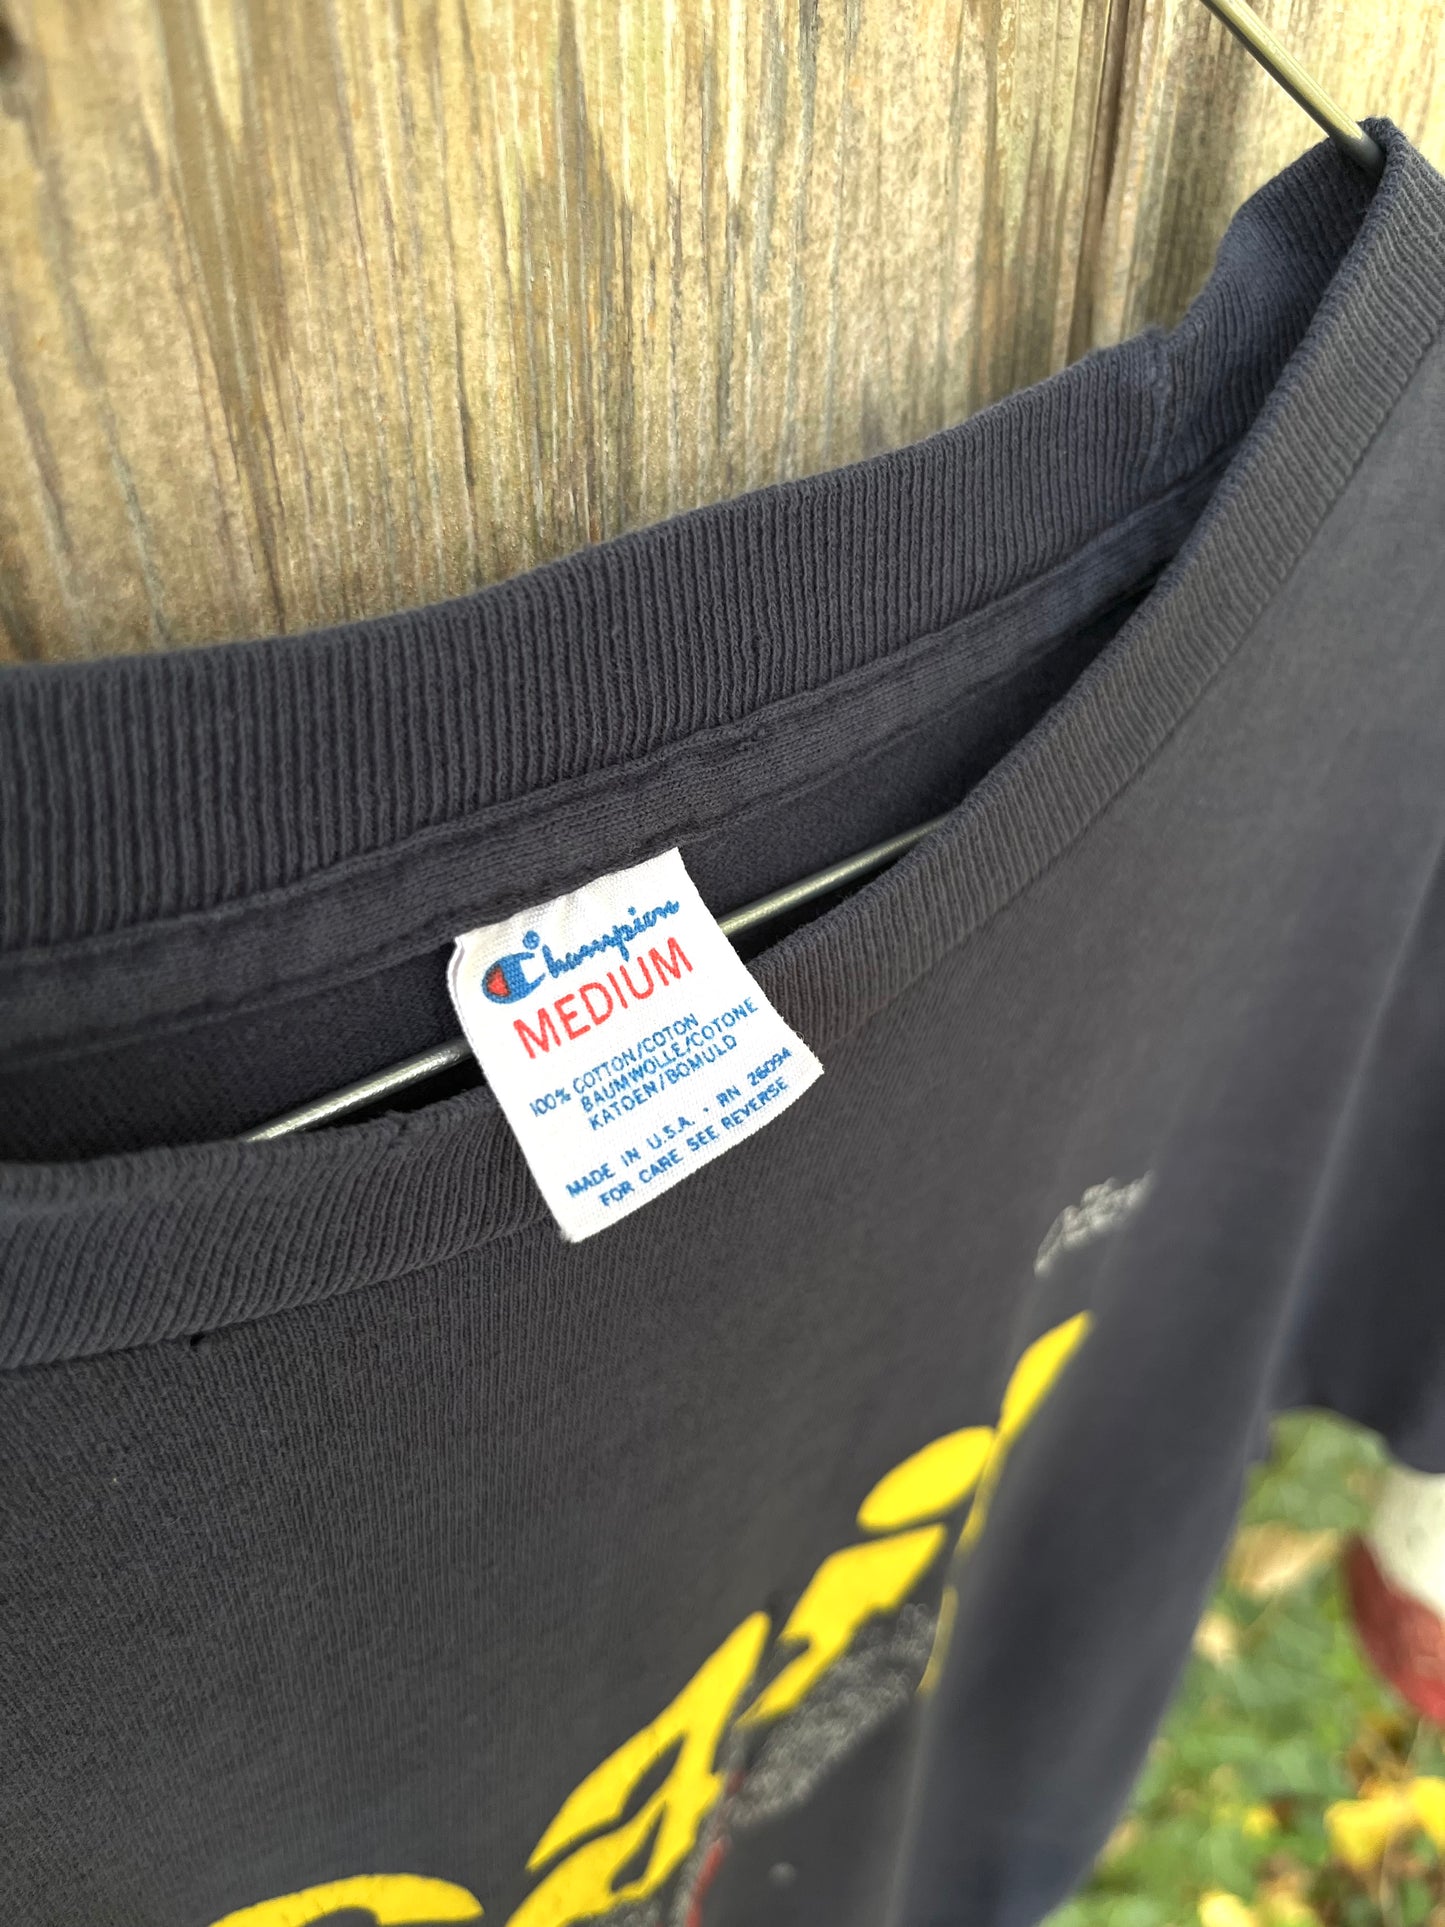 Champion®
MEDIUM
100% COTTON/COTON
BAUMWOLLE/COTONE
KATOEN/BOMULD
MADE IN U.S.A. • RN 26094
FOR CARE SEE REVERSE